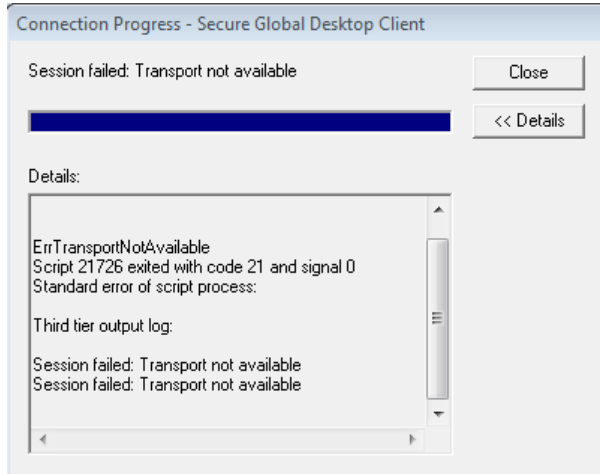 Connection Progress - Secure Global Desktop Client
Session failed: Transport not available
Close
<< Details
Details:
ErrTransportNotAvailable
Script 21726 exited with code 21 and signal 0
Standard error of script process:
Third tier output log:
Session failed: Transport not available
Session failed: Transport not available